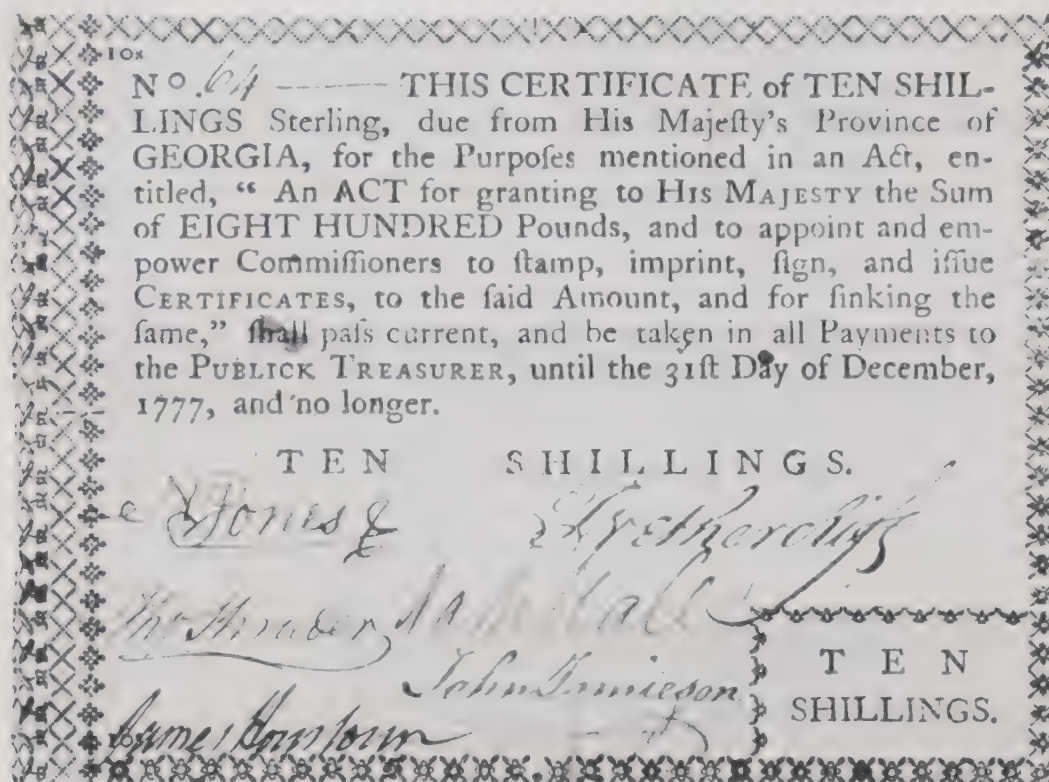 10s
No. 64 THIS CERTIFICATE of TEN SHIL-
LINGS Sterling, due from His Majeſty's Province of
GEORGIA, for the Purpoſes mentioned in an Act, en-
titled, “ An ACT for granting to HIS MAJESTY the Sum
of EIGHT HUNDRED Pounds, and to appoint and em-
power Commiſſioners to ſtamp, imprint, ſign, and iſſue
CERTIFICATES, to the ſaid Amount, and for ſinking the
ſame,” ſhall paſs current, and be taken in all Payments to
the PUBLICK TREASURER, until the 31ſt Day of December,
1777, and no longer.
TEN SHILLINGS.
Jones
Hall
John Jamieson
James
TEN
SHILLINGS.